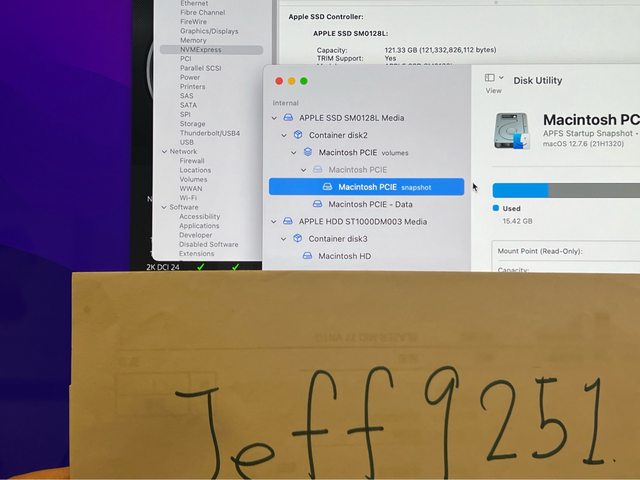 Ethernet
Fibre Channel
FireWire
Graphics/Displays
Memory
NVMExpress
PCI
Parallel SCSI
Power
Printers
SAS
SATA
SPI
Storage
Thunderbolt/USB4
USB
Network
Firewall
Locations
Volumes
WWAN
Wi-Fi
Software
Accessibility
Applications
Developer
Disabled Software
Extensions
Apple SSD Controller:
APPLE SSD SM0128L:
Capacity: 121.33 GB (121,332,826,112 bytes)
TRIM Support: Yes
Internal
APPLE SSD SM0128L Media
Container disk2
Macintosh PCIE volumes
Macintosh PCIE
Macintosh PCIE snapshot
Macintosh PCIE - Data
APPLE HDD ST1000DM003 Media
Container disk3
Macintosh HD
View
Disk Utility
Macintosh PCIE
APFS Startup Snapshot •
macOS 12.7.6 (21H1320)
Used
15.42 GB
Mount Point (Read-Only):
Capacity:
2K DCI 24 ✓ ✓
Jeff9251.